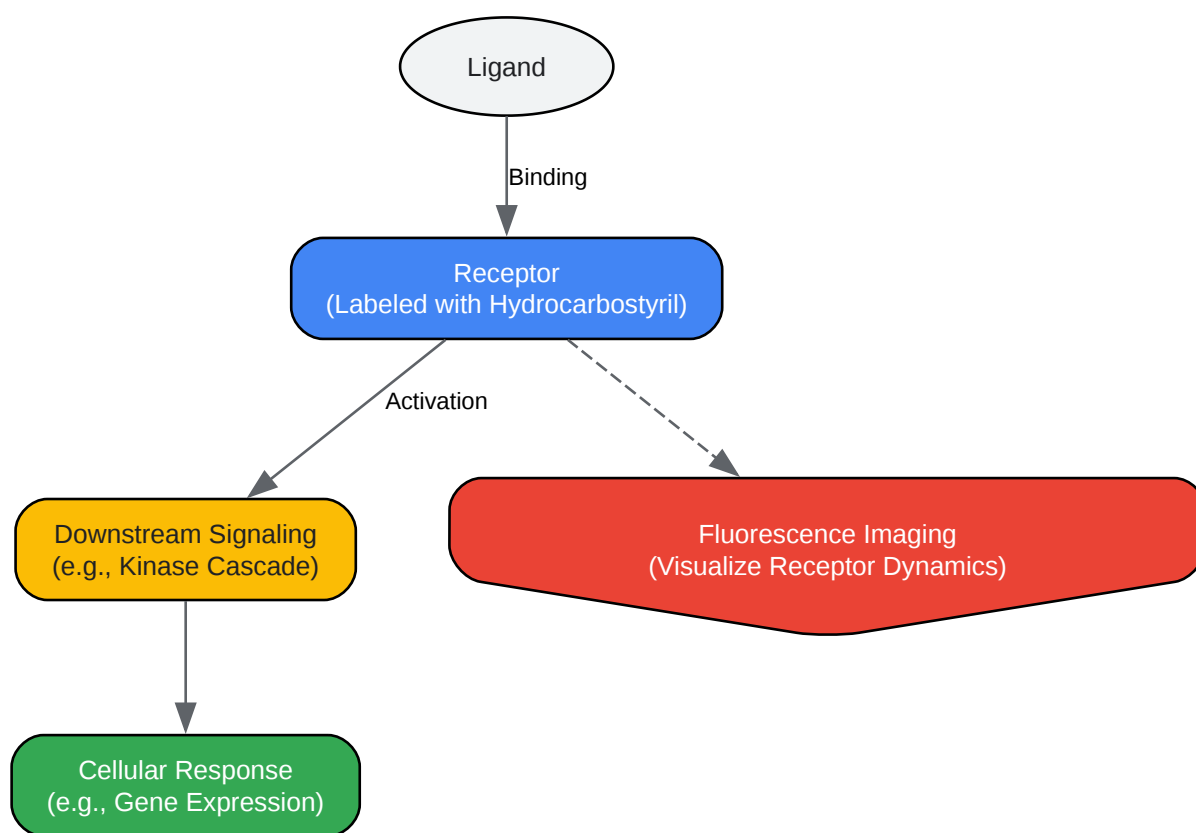 Ligand
Binding
Receptor
(Labeled with Hydrocarbostyril)
Activation
Downstream Signaling
(e.g., Kinase Cascade)
Fluorescence Imaging
(Visualize Receptor Dynamics)
Cellular Response
(e.g., Gene Expression)